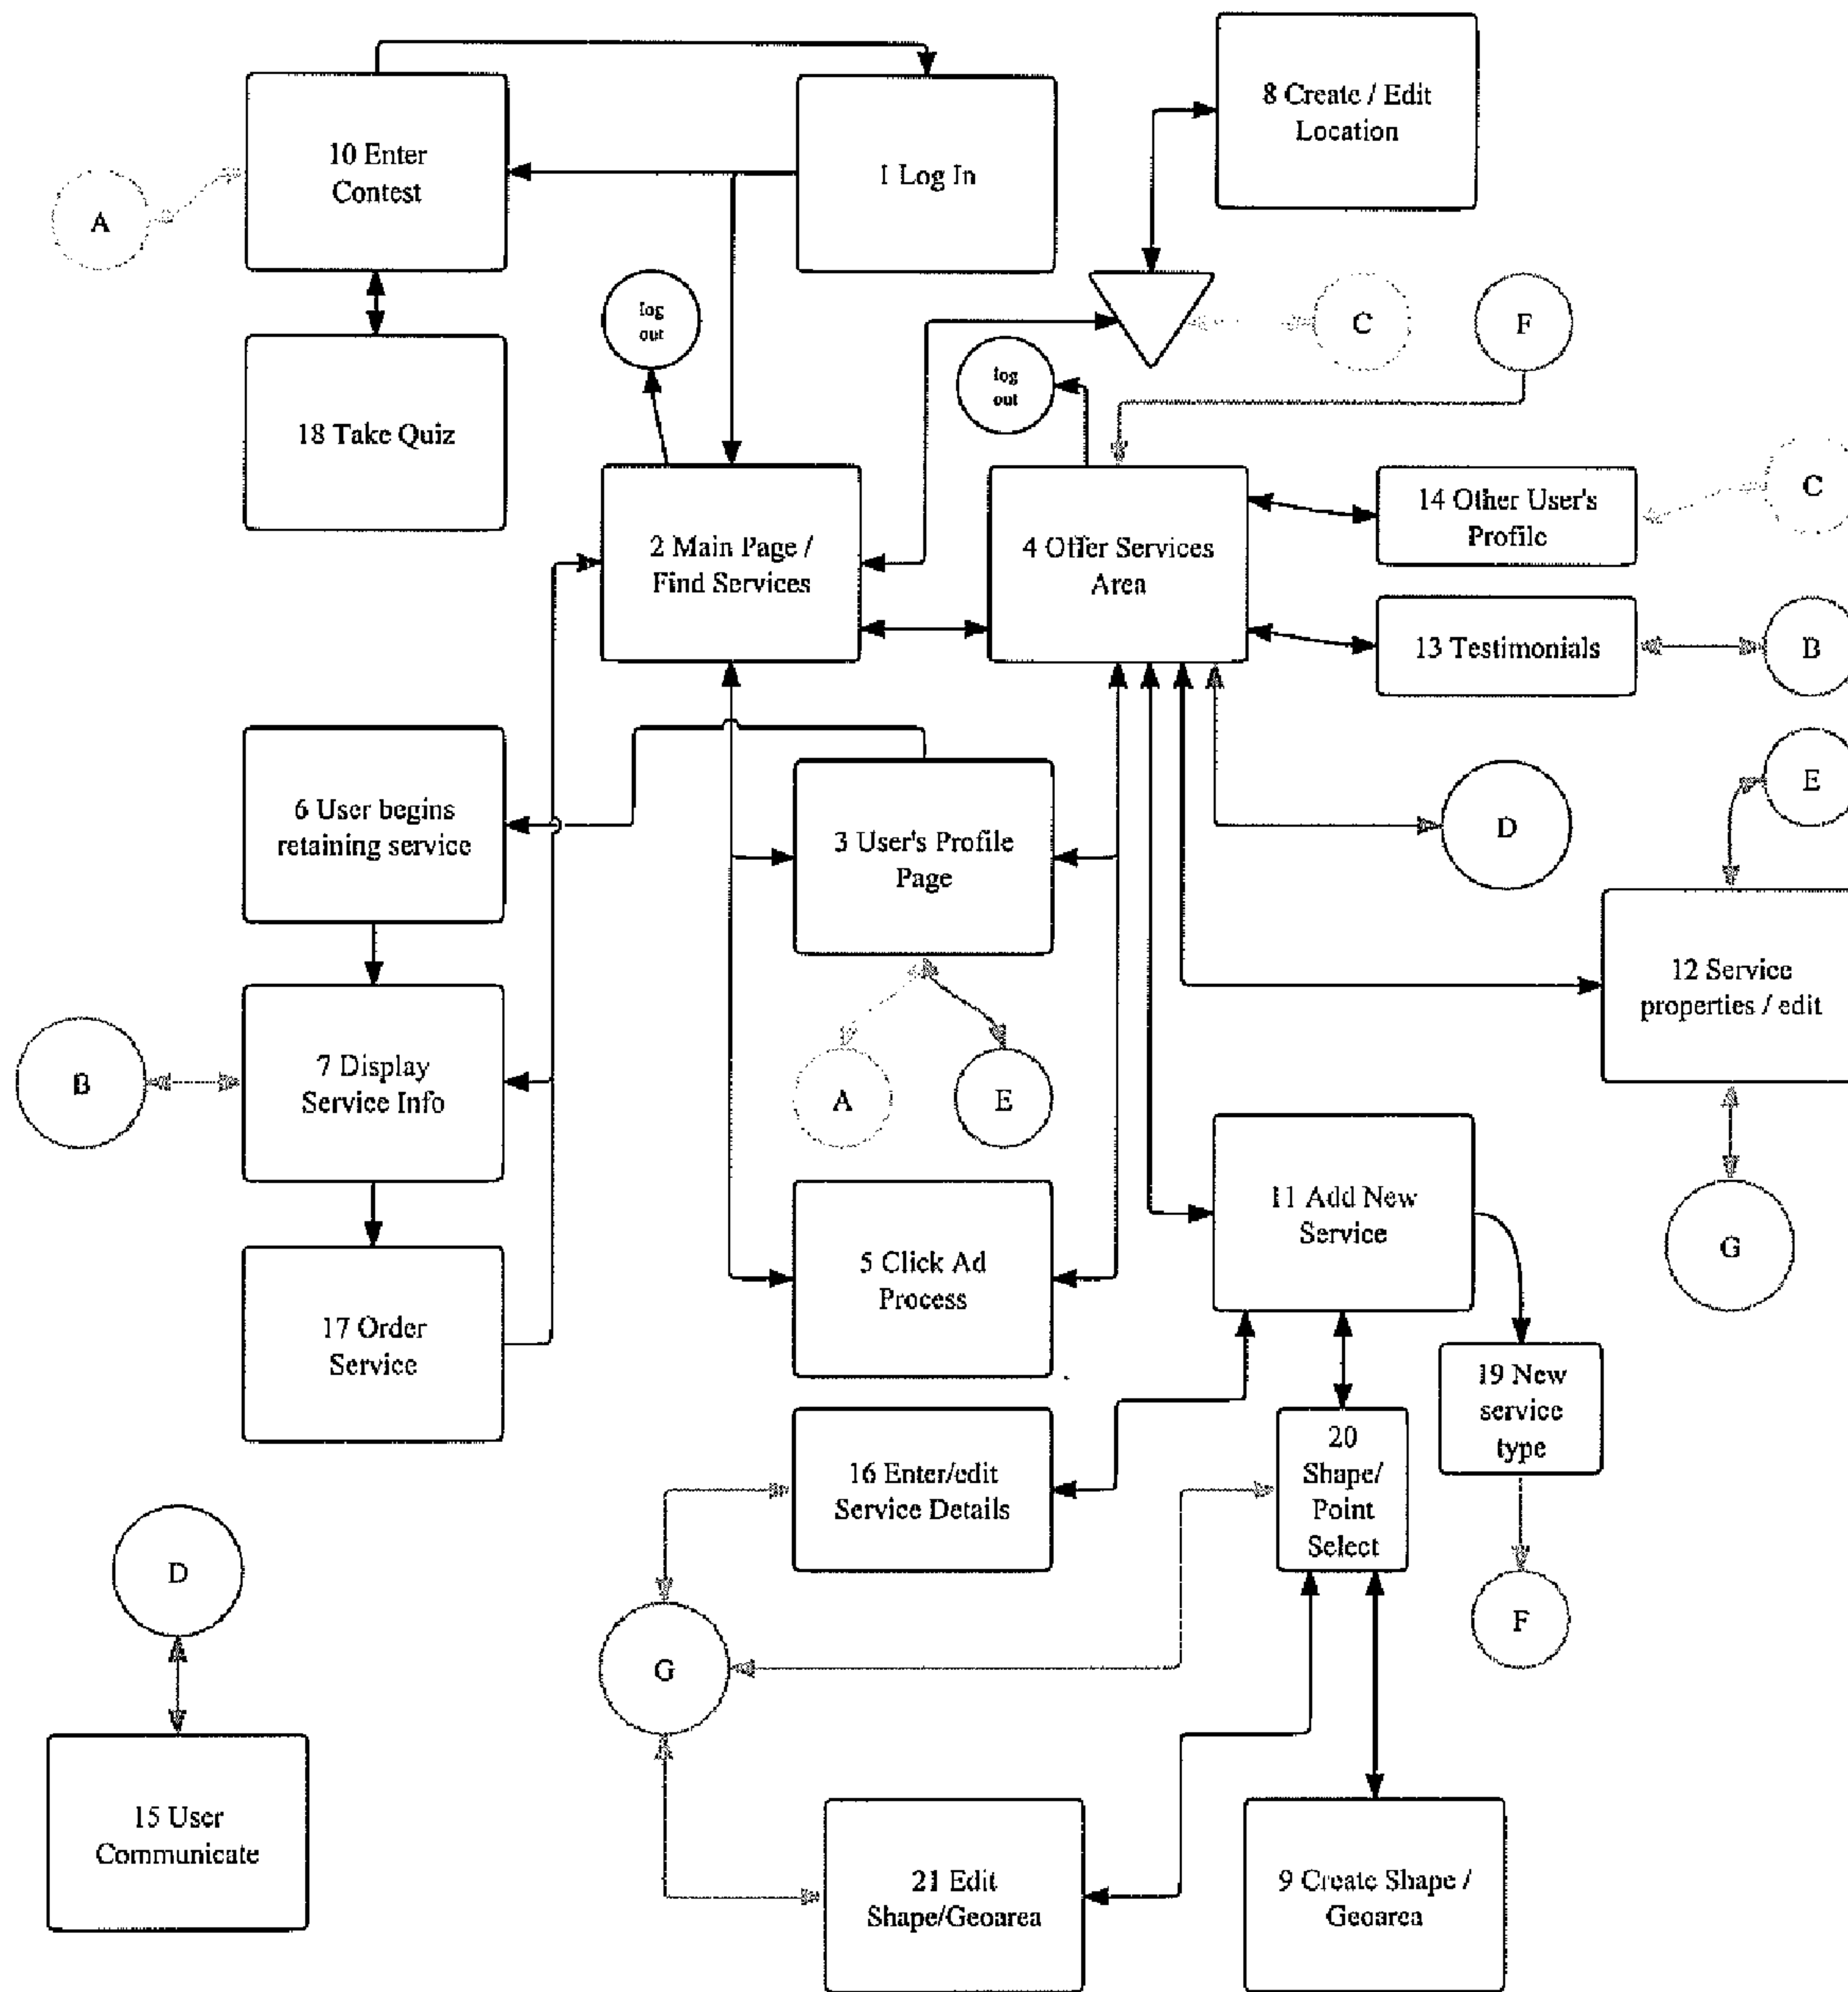 10 Enter
Contest
1 Log In
8 Create / Edit
Location
A
log
out
C
F
log
out
18 Take Quiz
2 Main Page /
Find Services
4 Offer Services
Area
14 Other User's
Profile
C
13 Testimonials
B
6 User begins
retaining service
3 User's Profile
Page
D
E
12 Service
properties / edit
7 Display
Service Info
B
A
E
11 Add New
Service
G
5 Click Ad
Process
17 Order
Service
19 New
service
type
16 Enter/edit
Service Details
20
Shape/
Point
Select
D
G
F
15 User
Communicate
21 Edit
Shape/Geoarea
9 Create Shape /
Geoarea